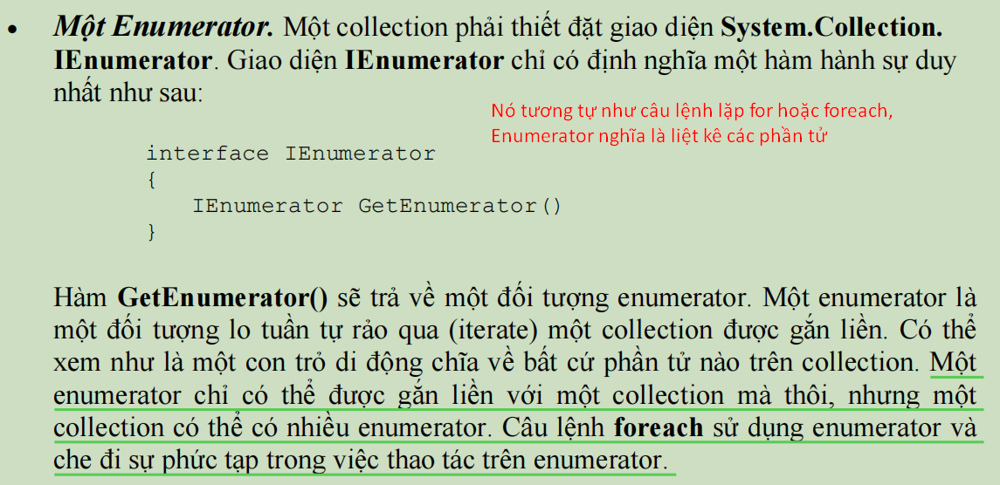 • Một Enumerator. Một collection phải thiết đặt giao diện System.Collection.
IEnumerator. Giao diện IEnumerator chỉ có định nghĩa một hàm hành sự duy
nhất như sau:
Nó tương tự như câu lệnh lặp for hoặc foreach,
Enumerator nghĩa là liệt kê các phần tử
interface IEnumerator
{
IEnumerator GetEnumerator()
}
Hàm GetEnumerator() sẽ trả về một đối tượng enumerator. Một enumerator là
một đối tượng lo tuần tự rảo qua (iterate) một collection được gắn liền. Có thể
xem như là một con trỏ di động chĩa về bất cứ phần tử nào trên collection. Một
enumerator chỉ có thể được gắn liền với một collection mà thôi, nhưng một
collection có thể có nhiều enumerator. Câu lệnh foreach sử dụng enumerator và
che đi sự phức tạp trong việc thao tác trên enumerator.